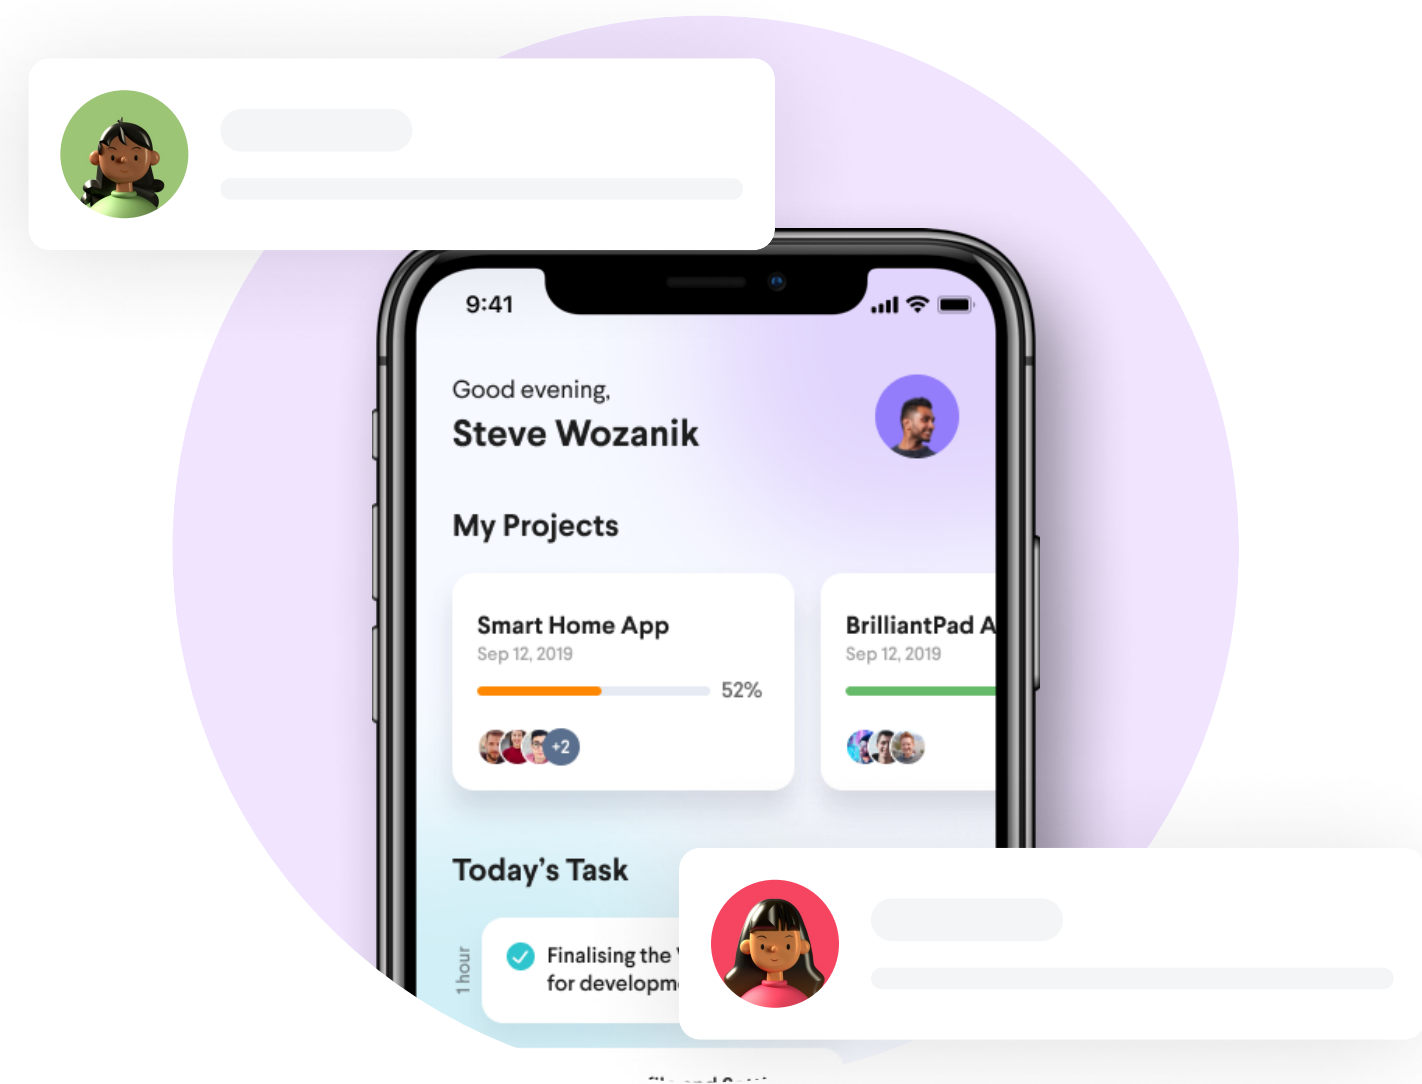 9:41
Good evening,
Steve Wozanik
My Projects
Smart Home App
Sep 12, 2019
52%
+2
BrilliantPad A
Sep 12, 2019
Today's Task
1 hour
Finalising the
for developm